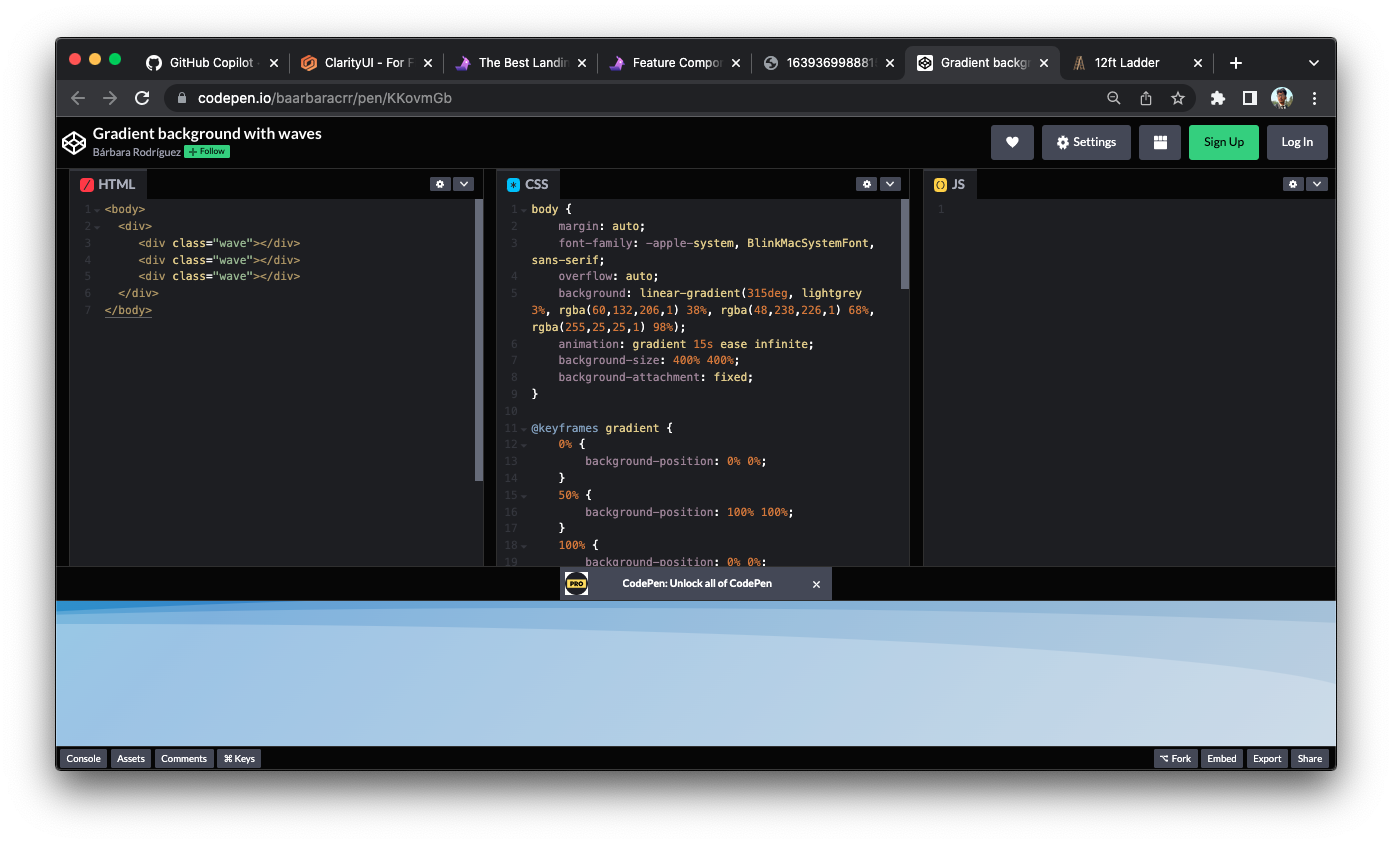 GitHub Copilot
ClarityUI - For F
The Best Landin
Feature Compor
1639369988818
Gradient backgr
12ft Ladder
codepen.io/baarbaracrr/pen/KKovmGb
Gradient background with waves
Bárbara Rodríguez + Follow
Settings
Sign Up
Log In
HTML
1 <body>
2 <div>
3 <div class="wave"></div>
4 <div class="wave"></div>
5 <div class="wave"></div>
6 </div>
7 </body>
CSS
1 body {
2 margin: auto;
3 font-family: -apple-system, BlinkMacSystemFont,
sans-serif;
4 overflow: auto;
5 background: linear-gradient(315deg, lightgrey
3%, rgba(60,132,206,1) 38%, rgba(48,238,226,1) 68%,
rgba(255,25,25,1) 98%);
6 animation: gradient 15s ease infinite;
7 background-size: 400% 400%;
8 background-attachment: fixed;
9 }
10
11 @keyframes gradient {
12 0% {
13 background-position: 0% 0%;
14 }
15 50% {
16 background-position: 100% 100%;
17 }
18 100% {
19 background-position: 0% 0%;
JS
1
PRO
CodePen: Unlock all of CodePen
Console
Assets
Comments
⌘ Keys
⌥ Fork
Embed
Export
Share